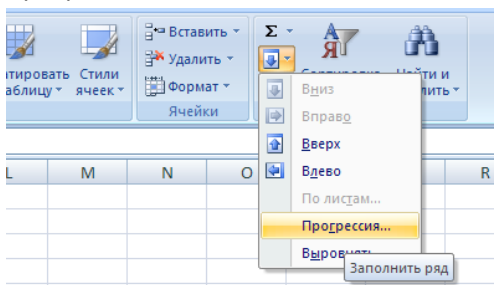 Вставить
Удалить
Формат
Ячейки
Стили
ячеек
Σ
Вниз
Вправо
Вверх
Влево
По листам...
Прогрессия...
Выровнять
Заполнить ряд
L M N O R